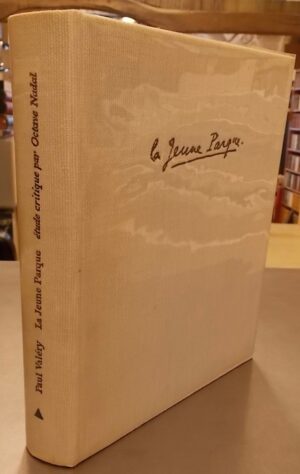 la Jeune Parque.
Paul Valéry La Jeune Parque étude critique par Octave Nadal